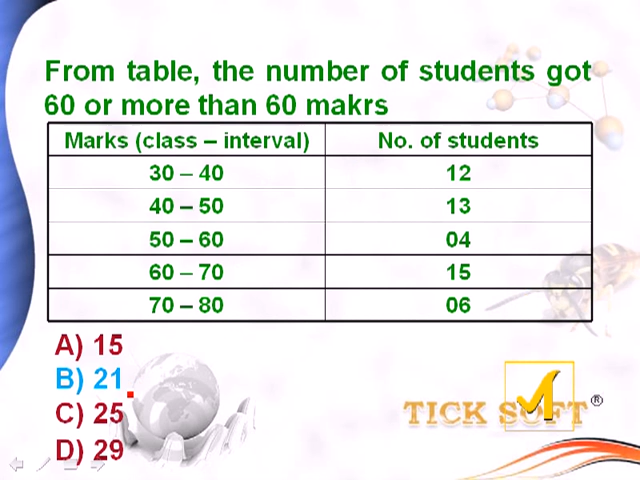 From table, the number of students got
60 or more than 60 makrs
Marks (class – interval) No. of students
30 – 40 12
40 – 50 13
50 – 60 04
60 – 70 15
70 – 80 06
A) 15
B) 21
C) 25
D) 29
TICK SOFT ®